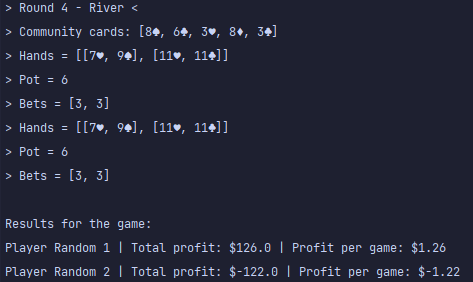 > Round 4 - River <
> Community cards: [8♠, 6♣, 3♥, 8♦, 3♣]
> Hands = [[7♥, 9♠], [11♥, 11♣]]
> Pot = 6
> Bets = [3, 3]
> Hands = [[7♥, 9♠], [11♥, 11♣]]
> Pot = 6
> Bets = [3, 3]
Results for the game:
Player Random 1 | Total profit: $126.0 | Profit per game: $1.26
Player Random 2 | Total profit: $-122.0 | Profit per game: $-1.22